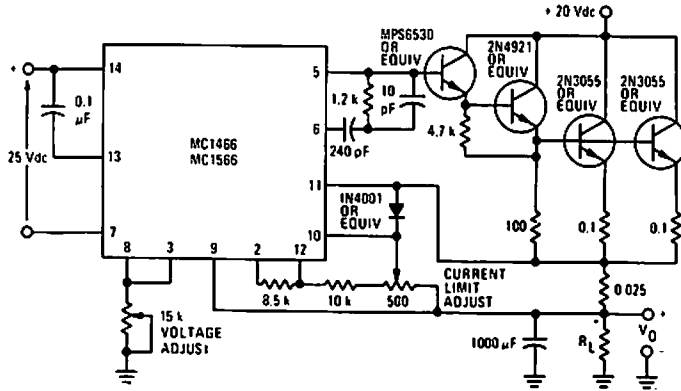 + 20 Vdc
MPS6530
OR
EQUIV
2N4921
OR
EQUIV
2N3055
OR
EQUIV
2N3055
OR
EQUIV
+
14
5
0.1
μF
1.2 k
10
pF
6
240 pF
4.7 k
25 Vdc
13
MC1466
MC1566
11
1N4001
OR
EQUIV
100
0.1
0.1
7
10
8
3
9
2
12
8.5 k
10 k
500
CURRENT
LIMIT
ADJUST
0.025
15 k
VOLTAGE
ADJUST
1000 μF
RL
+
VO
-